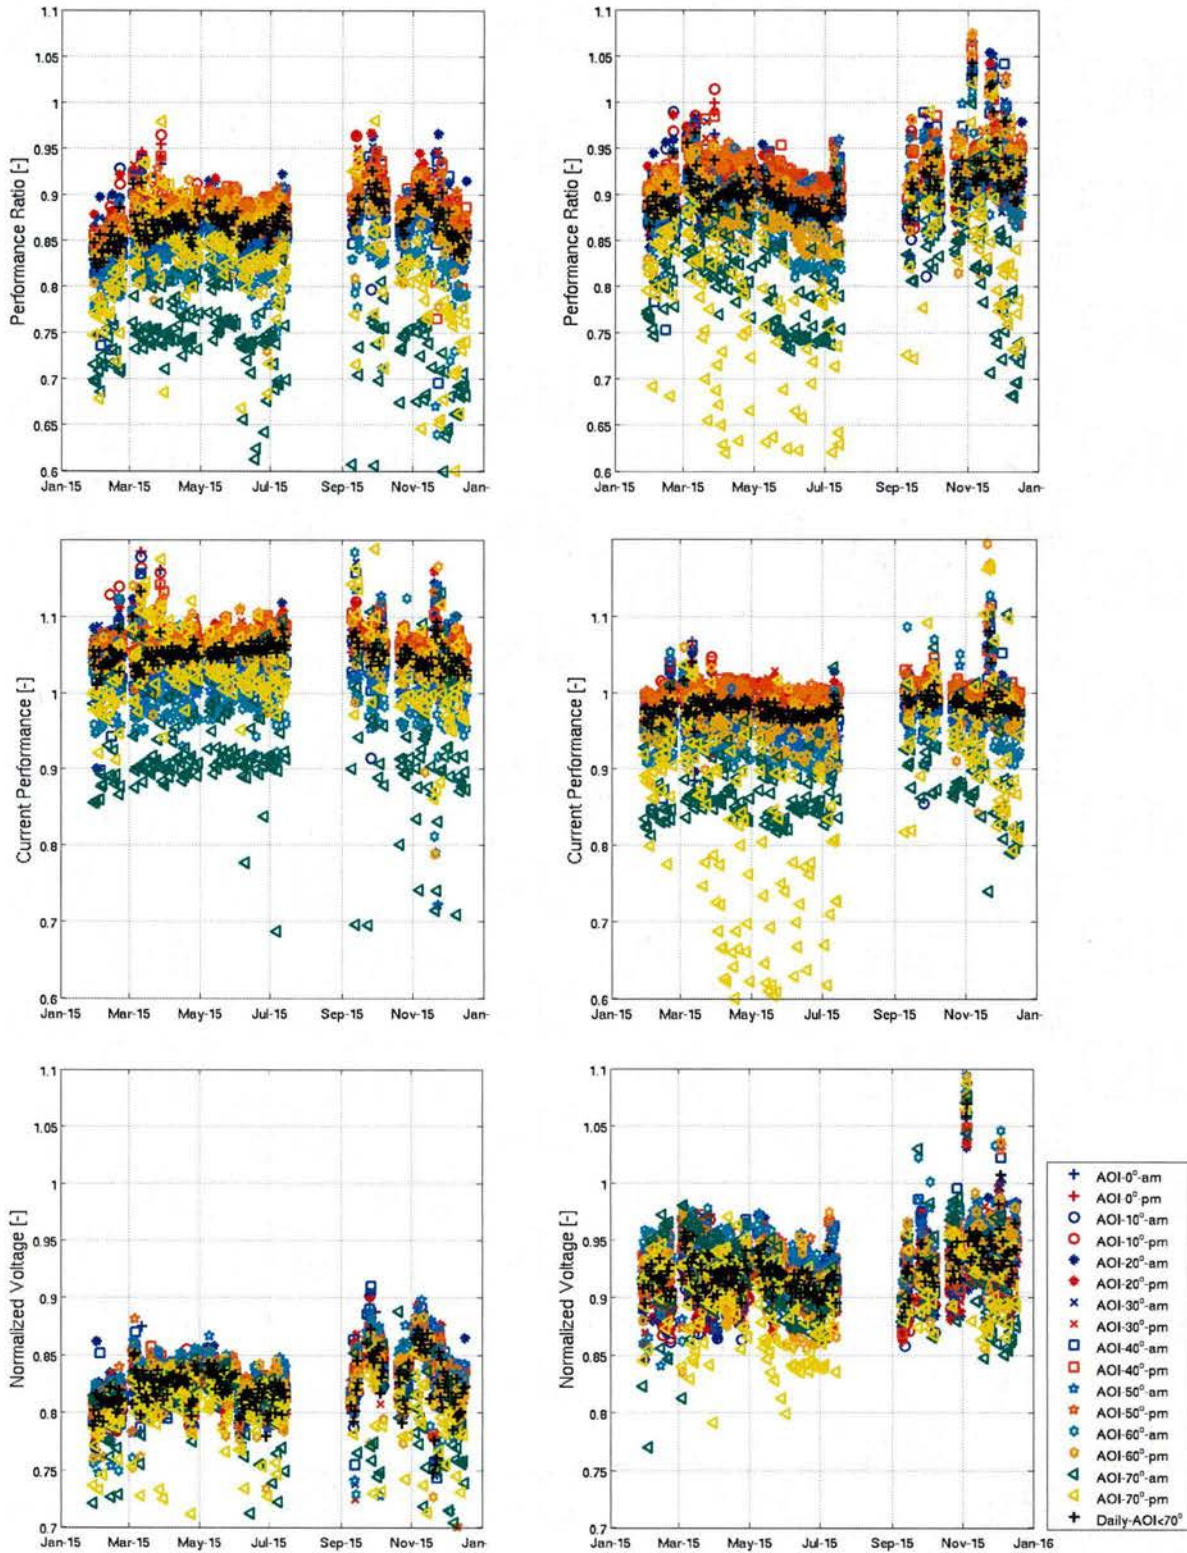 1.1
1.05
1
0.95
0.9
0.85
0.8
0.75
0.7
0.65
0.6
Performance Ratio [-]
Jan-15 Mar-15 May-15 Jul-15 Sep-15 Nov-15 Jan-
1.1
1.05
1
0.95
0.9
0.85
0.8
0.75
0.7
0.65
0.6
Performance Ratio [-]
Jan-15 Mar-15 May-15 Jul-15 Sep-15 Nov-15 Jan-
1.1
1
0.9
0.8
0.7
0.6
Current Performance [-]
Jan-15 Mar-15 May-15 Jul-15 Sep-15 Nov-15 Jan-
1.1
1
0.9
0.8
0.7
0.6
Current Performance [-]
Jan-15 Mar-15 May-15 Jul-15 Sep-15 Nov-15 Jan-
1.1
1.05
1
0.95
0.9
0.85
0.8
0.75
0.7
Normalized Voltage [-]
Jan-15 Mar-15 May-15 Jul-15 Sep-15 Nov-15 Jan-
1.1
1.05
1
0.95
0.9
0.85
0.8
0.75
0.7
Normalized Voltage [-]
Jan-15 Mar-15 May-15 Jul-15 Sep-15 Nov-15 Jan-16
AOI-0°-am
AOI-0°-pm
AOI-10°-am
AOI-10°-pm
AOI-20°-am
AOI-20°-pm
AOI-30°-am
AOI-30°-pm
AOI-40°-am
AOI-40°-pm
AOI-50°-am
AOI-50°-pm
AOI-60°-am
AOI-60°-pm
AOI-70°-am
AOI-70°-pm
Daily-AOI<70°